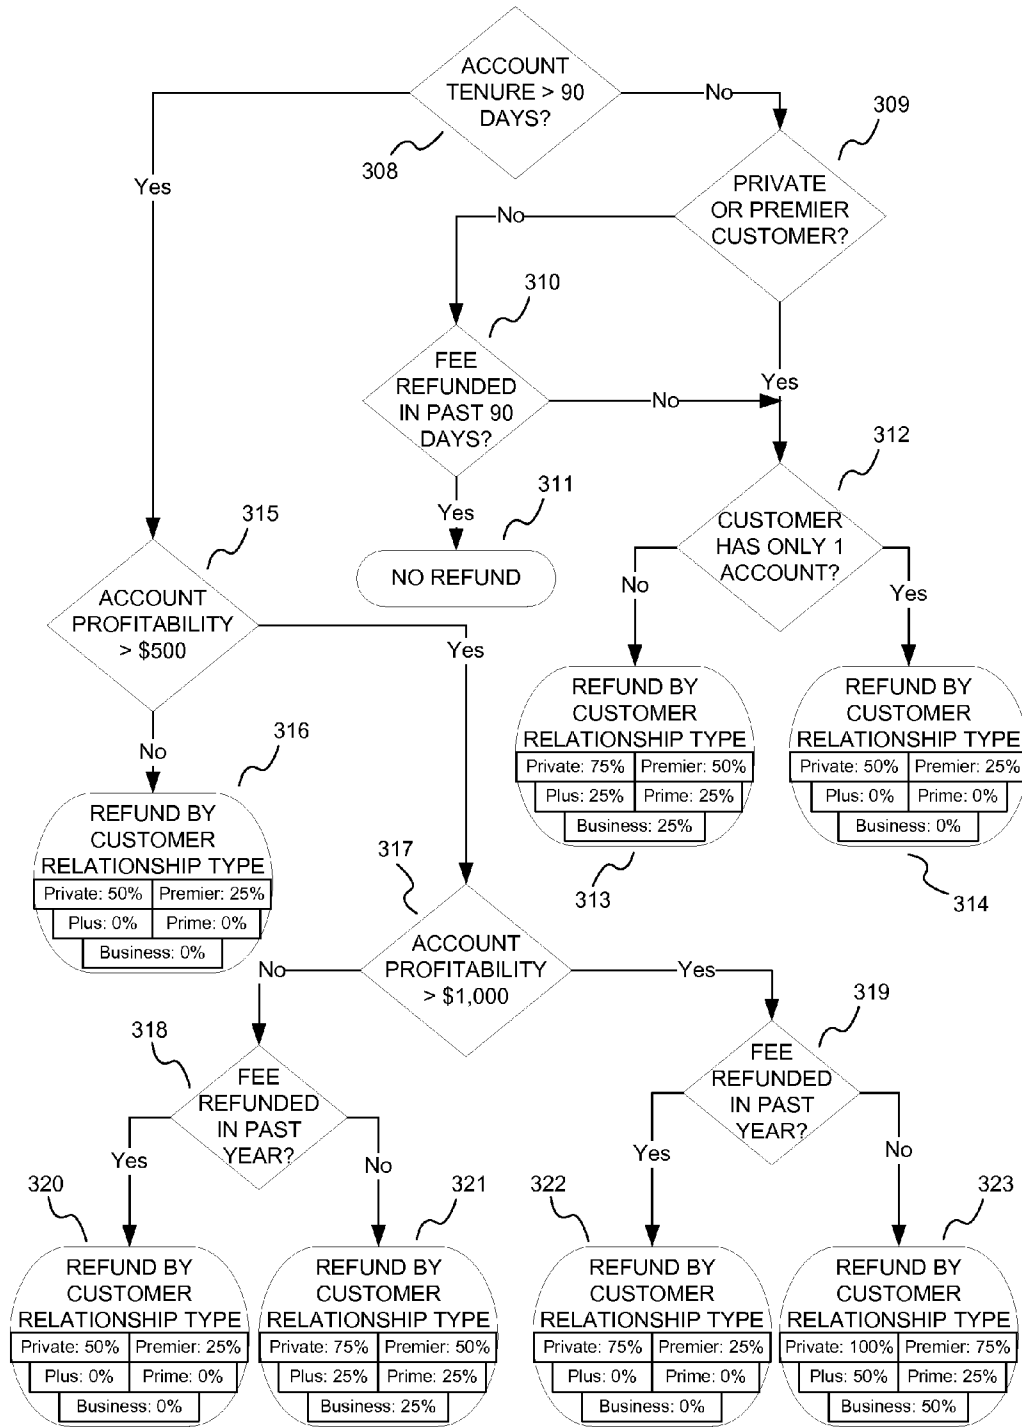 ACCOUNT
TENURE > 90
DAYS?
308
No
309
Yes
PRIVATE
OR PREMIER
CUSTOMER?
No
310
FEE
REFUNDED
IN PAST 90
DAYS?
Yes
No
312
311
Yes
CUSTOMER
HAS ONLY 1
ACCOUNT?
315
NO REFUND
No
Yes
ACCOUNT
PROFITABILITY
> $500
Yes
No
316
REFUND BY
CUSTOMER
RELATIONSHIP TYPE
Private: 75% Premier: 50%
Plus: 25% Prime: 25%
Business: 25%
313
REFUND BY
CUSTOMER
RELATIONSHIP TYPE
Private: 50% Premier: 25%
Plus: 0% Prime: 0%
Business: 0%
314
REFUND BY
CUSTOMER
RELATIONSHIP TYPE
Private: 50% Premier: 25%
Plus: 0% Prime: 0%
Business: 0%
317
ACCOUNT
PROFITABILITY
> $1,000
No
Yes
318
FEE
REFUNDED
IN PAST
YEAR?
319
FEE
REFUNDED
IN PAST
YEAR?
Yes
No
Yes
No
320
321
322
323
REFUND BY
CUSTOMER
RELATIONSHIP TYPE
Private: 50% Premier: 25%
Plus: 0% Prime: 0%
Business: 0%
REFUND BY
CUSTOMER
RELATIONSHIP TYPE
Private: 75% Premier: 50%
Plus: 25% Prime: 25%
Business: 25%
REFUND BY
CUSTOMER
RELATIONSHIP TYPE
Private: 75% Premier: 25%
Plus: 0% Prime: 0%
Business: 0%
REFUND BY
CUSTOMER
RELATIONSHIP TYPE
Private: 100% Premier: 75%
Plus: 50% Prime: 25%
Business: 50%